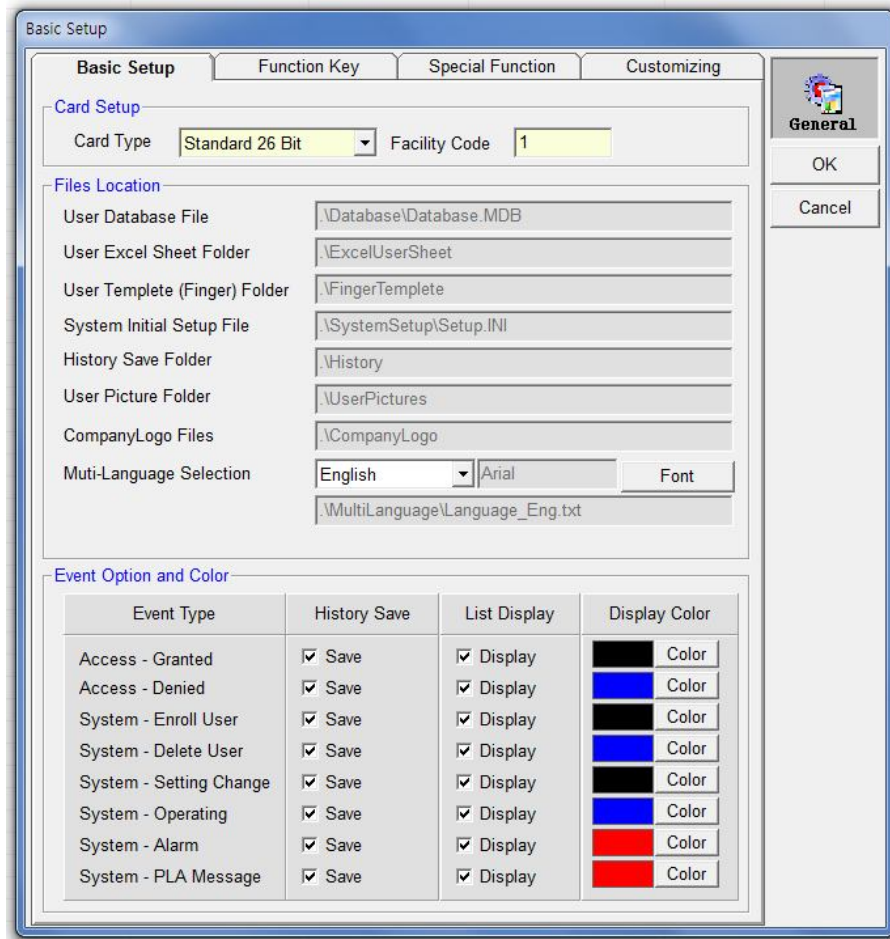 Basic Setup
Basic Setup Function Key Special Function Customizing
General
OK
Cancel
Card Setup
Card Type Standard 26 Bit Facility Code 1
Files Location
User Database File .\Database\Database.MDB
User Excel Sheet Folder .\ExcelUserSheet
User Templete (Finger) Folder .\FingerTemplete
System Initial Setup File .\SystemSetup\Setup.INI
History Save Folder .\History
User Picture Folder .\UserPictures
CompanyLogo Files .\CompanyLogo
Muti-Language Selection English Arial Font
.\MultiLanguage\Language_Eng.txt
Event Option and Color
Event Type History Save List Display Display Color
Access - Granted Save Display Color
Access - Denied Save Display Color
System - Enroll User Save Display Color
System - Delete User Save Display Color
System - Setting Change Save Display Color
System - Operating Save Display Color
System - Alarm Save Display Color
System - PLA Message Save Display Color